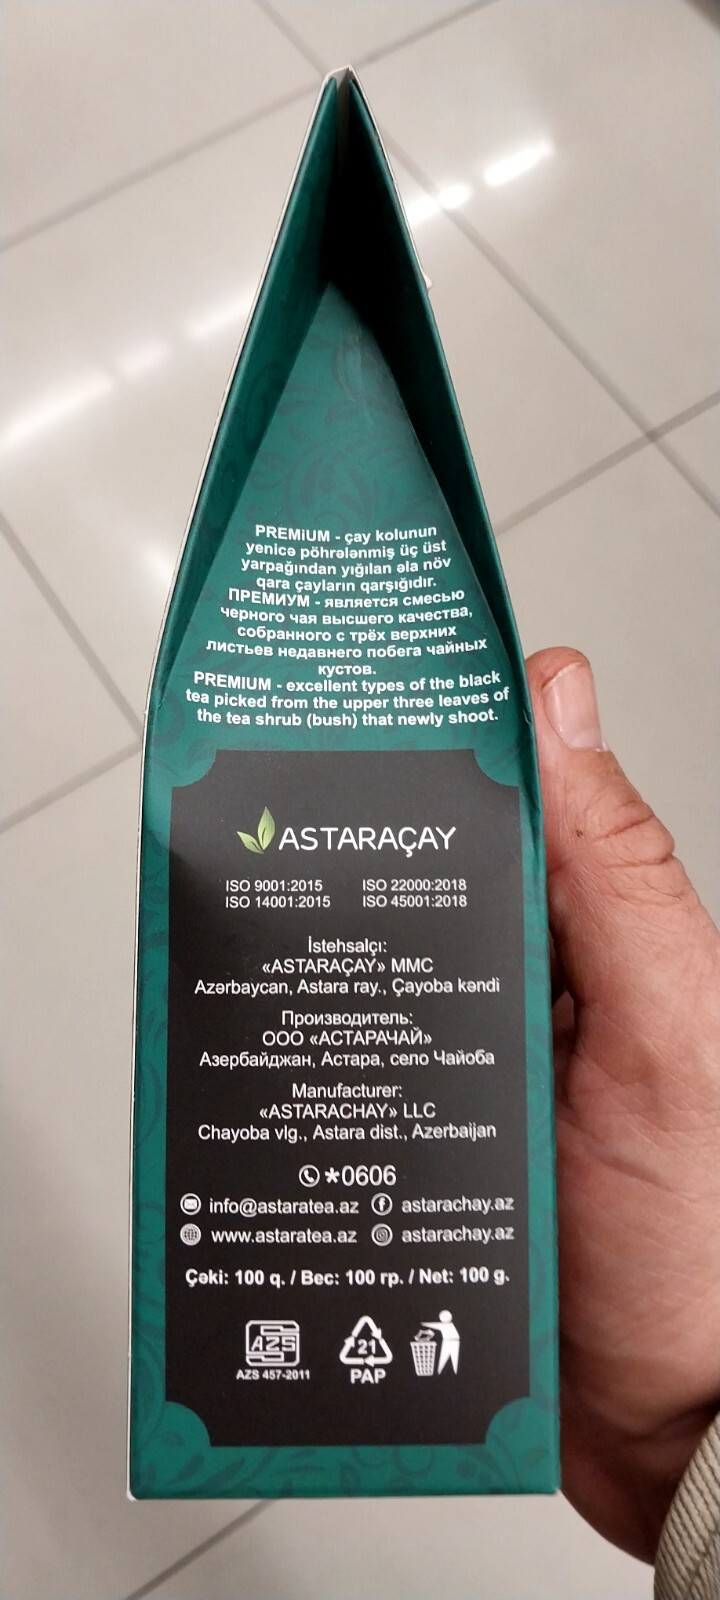 PREMiUM - çay kolunun
yenicə pöhrələnmiş üç üst
yarpağından yığılan əla növ
qara çayların qarşığıdır.
ПРЕМИУМ - является смесью
черного чая высшего качества,
собранного с трёх верхних
листьев недавнего побега чайных
кустов.
PREMIUM - excellent types of the black
tea picked from the upper three leaves of
the tea shrub (bush) that newly shoot.
ASTARAÇAY
ISO 9001:2015 ISO 22000:2018
ISO 14001:2015 ISO 45001:2018
İstehsalçı:
«ASTARAÇAY» MMC
Azərbaycan, Astara ray., Çayoba kəndi
Производитель:
ООО «АСТАРАЧАЙ»
Азербайджан, Астара, село Чайоба
Manufacturer:
«ASTARACHAY» LLC
Chayoba vlg., Astara dist., Azerbaijan
*0606
info@astaratea.az astarachay.az
www.astaratea.az astarachay.az
Çəki: 100 q. / Вес: 100 гр. / Net: 100 g.
AZS 21
AZS 457-2011 PAP